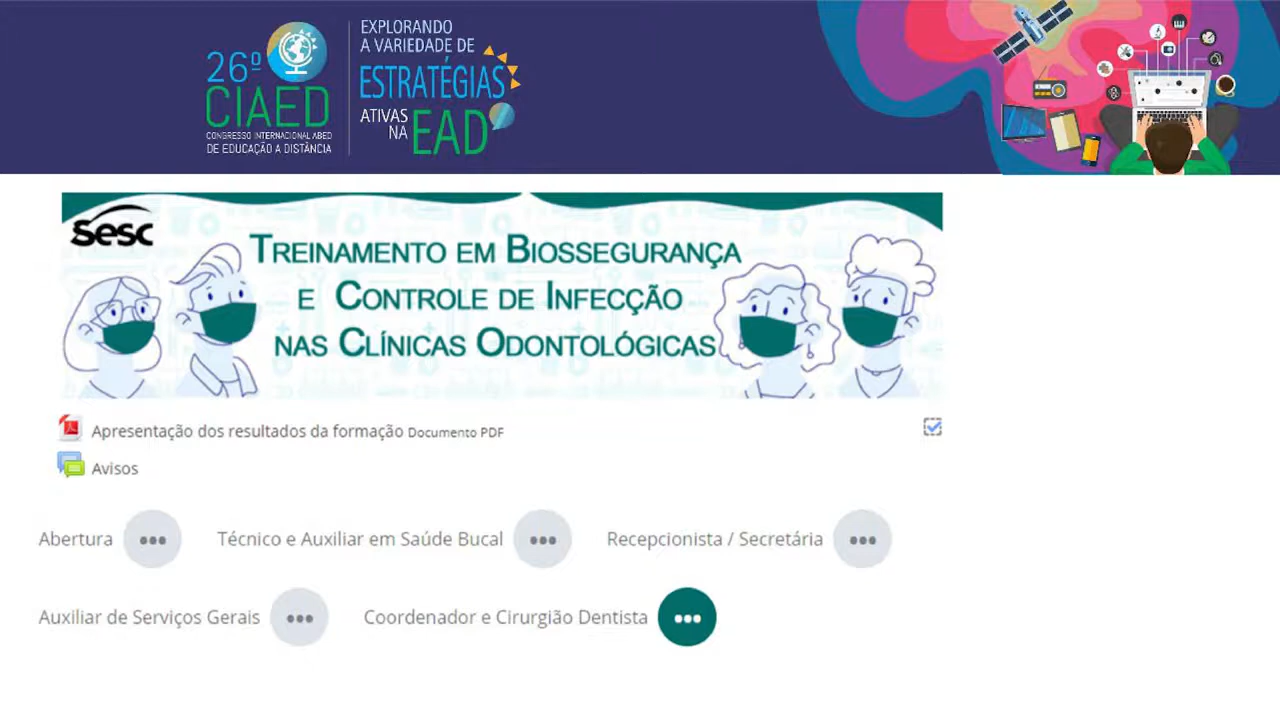 26º
CIAED
CONGRESSO INTERNACIONAL ABED
DE EDUCAÇÃO A DISTÂNCIA
EXPLORANDO
A VARIEDADE DE
ESTRATÉGIAS
ATIVAS
NA EAD
Sesc
TREINAMENTO EM BIOSSEGURANÇA
E CONTROLE DE INFECÇÃO
NAS CLÍNICAS ODONTOLÓGICAS
Apresentação dos resultados da formação Documento PDF
Avisos
Abertura
Técnico e Auxiliar em Saúde Bucal
Recepcionista / Secretária
Auxiliar de Serviços Gerais
Coordenador e Cirurgião Dentista